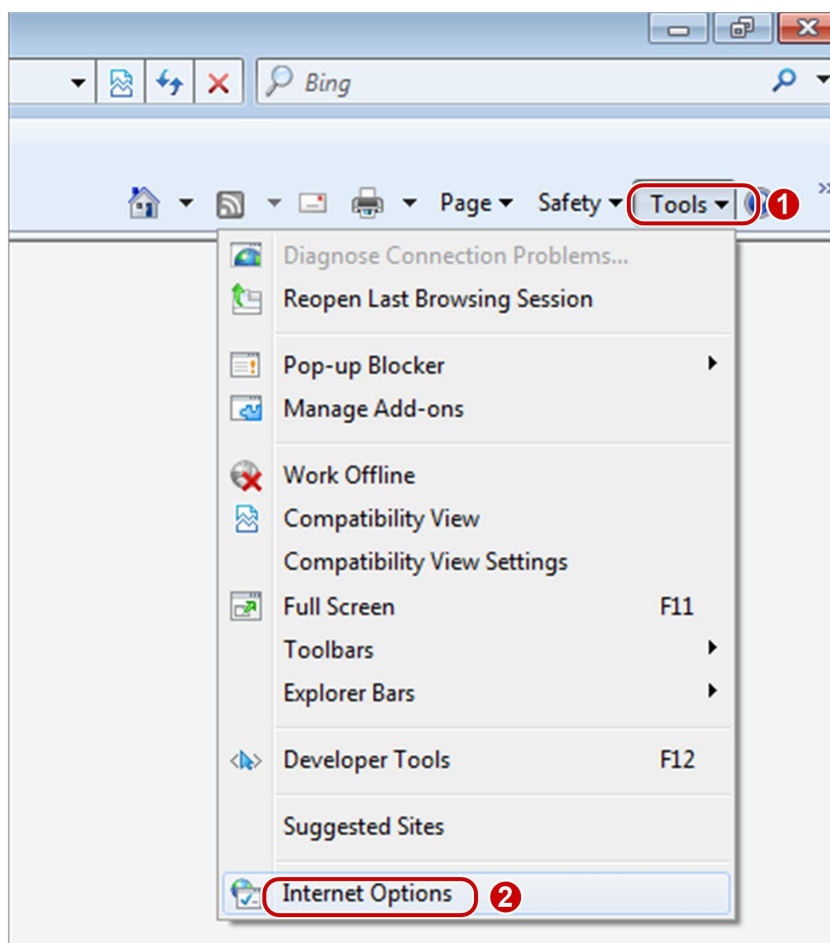 Bing
Page Safety Tools 1
Diagnose Connection Problems...
Reopen Last Browsing Session
Pop-up Blocker
Manage Add-ons
Work Offline
Compatibility View
Compatibility View Settings
Full Screen F11
Toolbars
Explorer Bars
Developer Tools F12
Suggested Sites
Internet Options 2